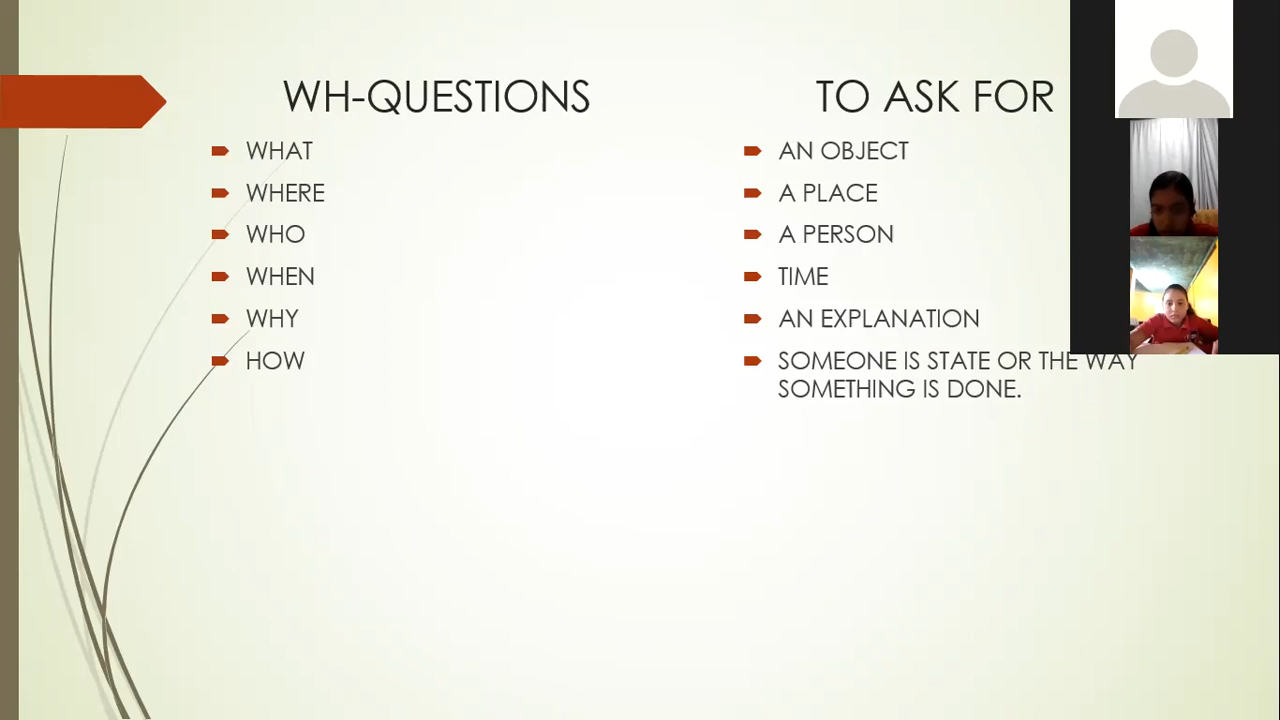 WH-QUESTIONS
WHAT
WHERE
WHO
WHEN
WHY
HOW
TO ASK FOR
AN OBJECT
A PLACE
A PERSON
TIME
AN EXPLANATION
SOMEONE IS STATE OR THE WAY
SOMETHING IS DONE.